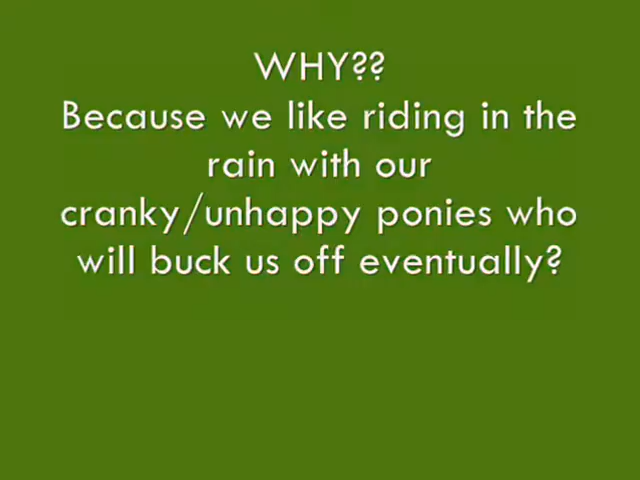 WHY??
Because we like riding in the
rain with our
cranky/unhappy ponies who
will buck us off eventually?